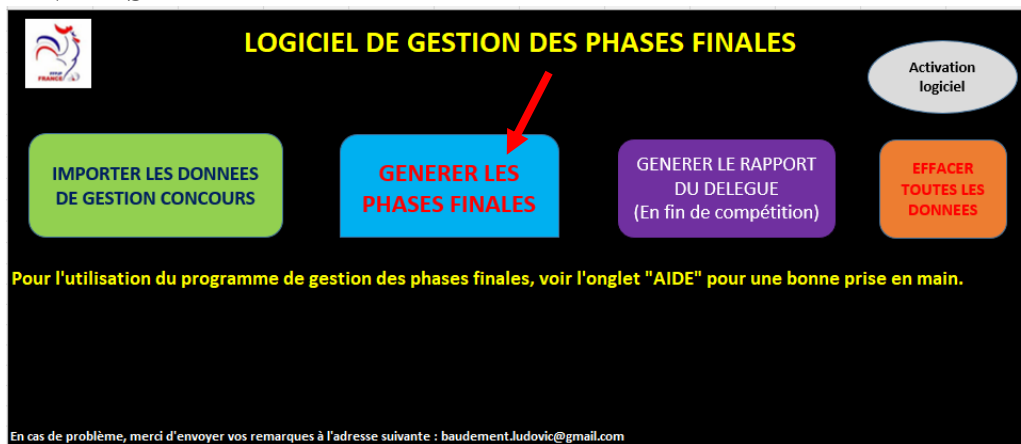 LOGICIEL DE GESTION DES PHASES FINALES
FRANCE
Activation
logiciel
IMPORTER LES DONNEES
DE GESTION CONCOURS
GENERER LES
PHASES FINALES
GENERER LE RAPPORT
DU DELEGUE
(En fin de compétition)
EFFACER
TOUTES LES
DONNEES
Pour l'utilisation du programme de gestion des phases finales, voir l'onglet "AIDE" pour une bonne prise en main.
En cas de problème, merci d'envoyer vos remarques à l'adresse suivante : baudement.ludovic@gmail.com